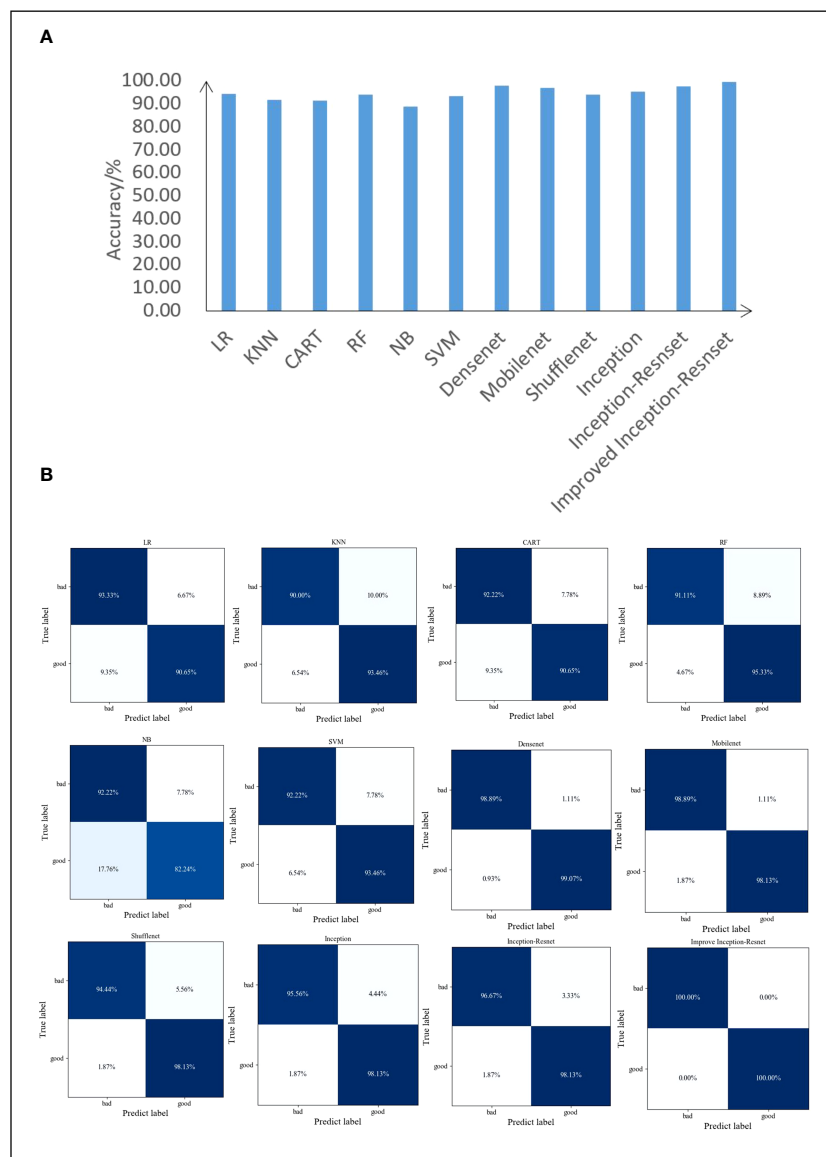 A
100.00
90.00
80.00
70.00
60.00
50.00
40.00
30.00
20.00
10.00
0.00
Accuracy/%
LR
KNN
CART
RF
NB
SVM
Densenet
Mobilenet
Shufflenet
Inception
Inception-Resnset
Improved Inception-Resnset
B
LR
bad
93.33% 6.67%
True label
good
9.35% 90.65%
bad good
Predict label
KNN
bad
90.00% 10.00%
True label
good
6.54% 93.46%
bad good
Predict label
CART
bad
92.22% 7.78%
True label
good
9.35% 90.65%
bad good
Predict label
RF
bad
91.11% 8.89%
True label
good
4.67% 95.33%
bad good
Predict label
NB
bad
92.22% 7.78%
True label
good
17.76% 82.24%
bad good
Predict label
SVM
bad
92.22% 7.78%
True label
good
6.54% 93.46%
bad good
Predict label
Densenet
bad
98.89% 1.11%
True label
good
0.93% 99.07%
bad good
Predict label
Mobilenet
bad
98.89% 1.11%
True label
good
1.87% 98.13%
bad good
Predict label
Shufflenet
bad
94.44% 5.56%
True label
good
1.87% 98.13%
bad good
Predict label
Inception
bad
95.56% 4.44%
True label
good
1.87% 98.13%
bad good
Predict label
Inception-Resnet
bad
96.67% 3.33%
True label
good
1.87% 98.13%
bad good
Predict label
Improve Inception-Resnet
bad
100.00% 0.00%
True label
good
0.00% 100.00%
bad good
Predict label